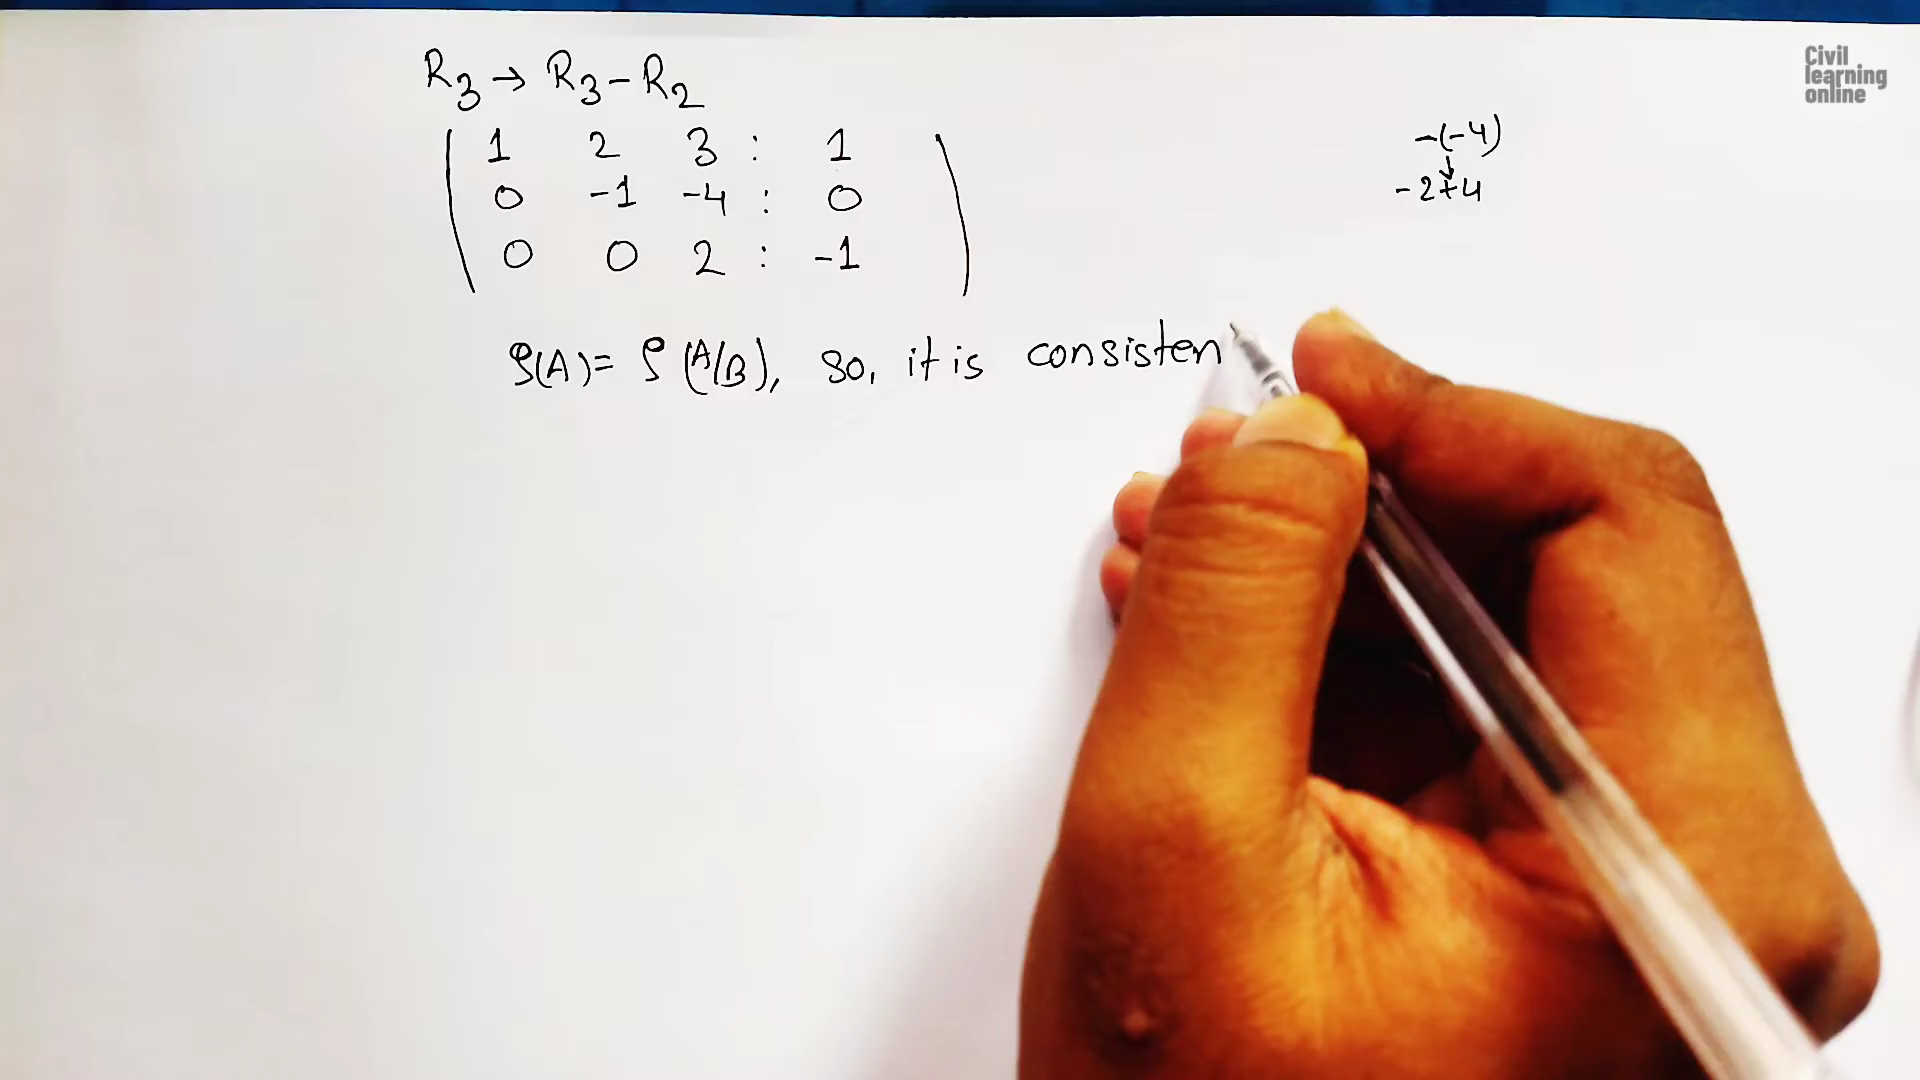 R3 → R3 - R2
1 2 3 : 1
0 -1 -4 : 0
0 0 2 : -1
ρ(A) = ρ (A/B), so, it is consisten
-(-4)
↓
-2+4
Civil
learning
online